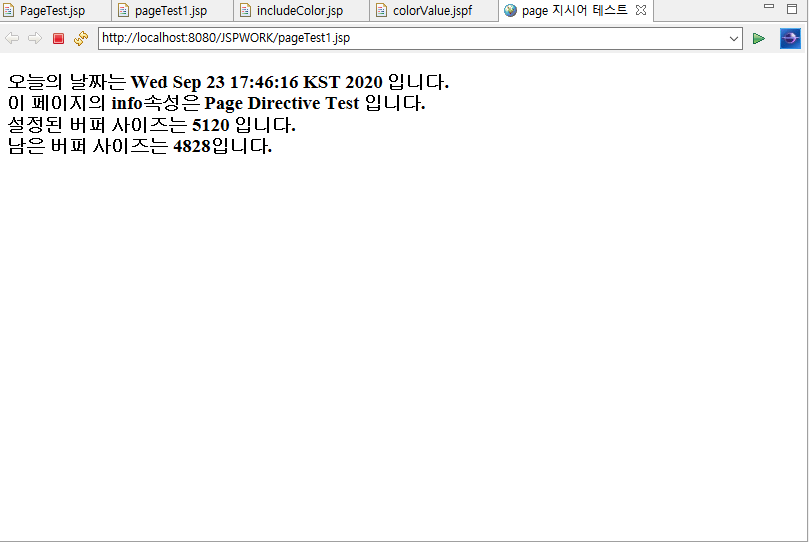 PageTest.jsp pageTest1.jsp includeColor.jsp colorValue.jspf page 지시어 테스트
http://localhost:8080/JSPWORK/pageTest1.jsp
오늘의 날짜는 Wed Sep 23 17:46:16 KST 2020 입니다.
이 페이지의 info속성은 Page Directive Test 입니다.
설정된 버퍼 사이즈는 5120 입니다.
남은 버퍼 사이즈는 4828입니다.